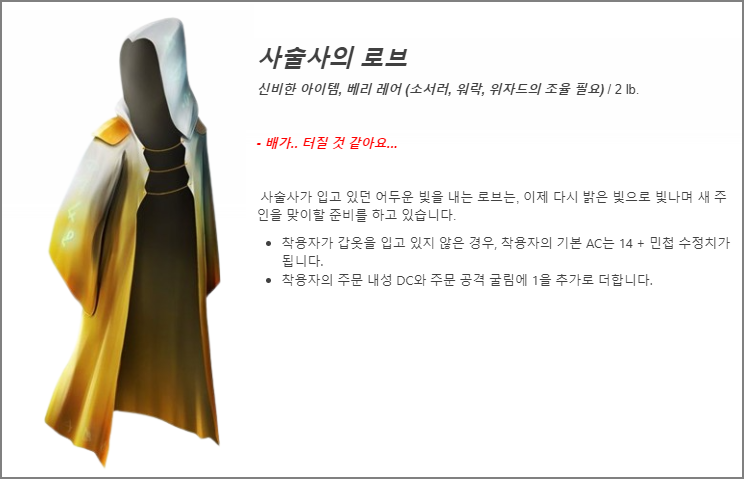 사술사의 로브
신비한 아이템, 베리 레어 (소서러, 워락, 위자드의 조율 필요) / 2 lb.
- 배가.. 터질 것 같아요...
사술사가 입고 있던 어두운 빛을 내는 로브는, 이제 다시 밝은 빛으로 빛나며 새 주
인을 맞이할 준비를 하고 있습니다.
• 착용자가 갑옷을 입고 있지 않은 경우, 착용자의 기본 AC는 14 + 민첩 수정치가
됩니다.
• 착용자의 주문 내성 DC와 주문 공격 굴림에 1을 추가로 더합니다.